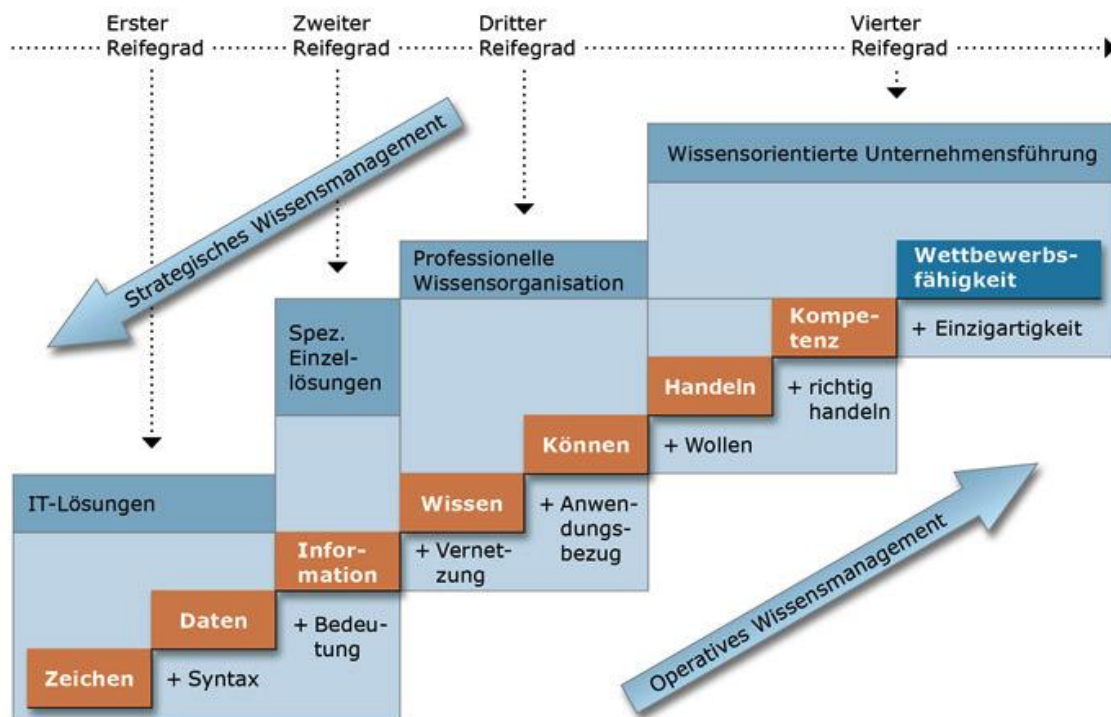 Erster
Reifegrad
Zweiter
Reifegrad
Dritter
Reifegrad
Vierter
Reifegrad
Strategisches Wissensmanagement
Wissensorientierte Unternehmensführung
Professionelle
Wissensorganisation
Wettbewerbs-
fähigkeit
+ Einzigartigkeit
Spez.
Einzel-
lösungen
Kompe-
tenz
+ richtig
handeln
Handeln
+ Wollen
Können
+ Anwen-
dungs-
bezug
IT-Lösungen
Wissen
+ Vernet-
zung
Infor-
mation
+ Bedeu-
tung
Daten
+ Syntax
Zeichen
Operatives Wissensmanagement